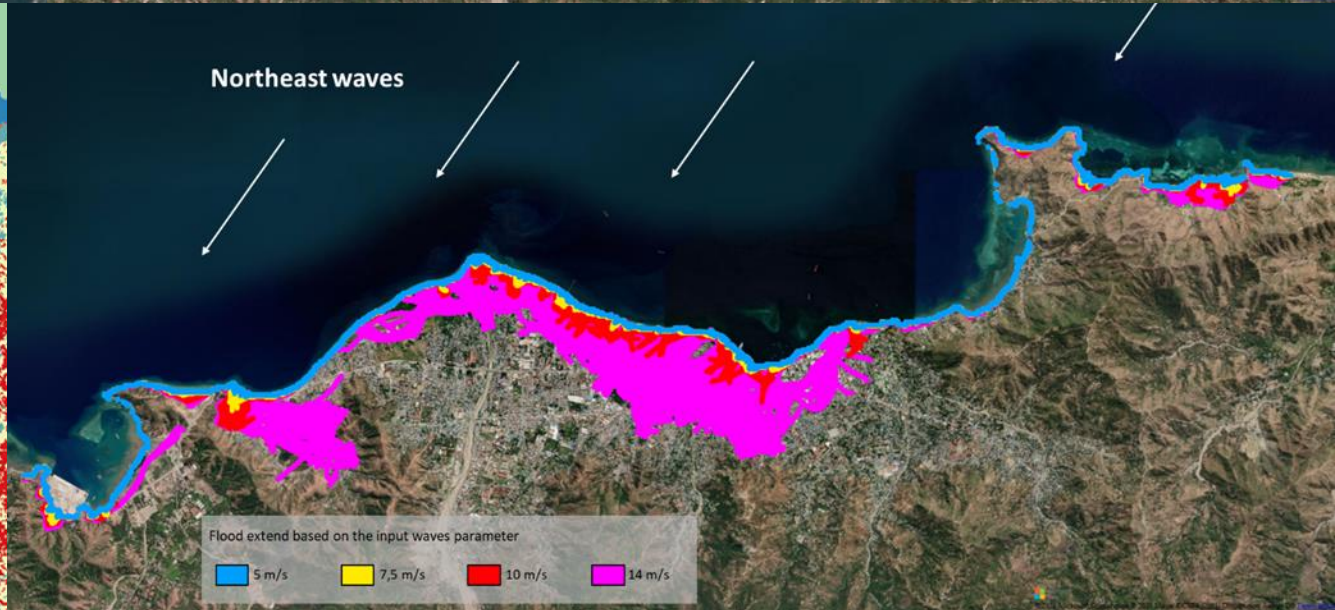 Northeast waves
Flood extend based on the input waves parameter
5 m/s
7,5 m/s
10 m/s
14 m/s